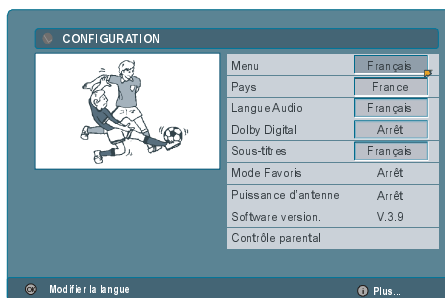 CONFIGURATION
Menu Français
Pays France
Langue Audio Français
Dolby Digital Arrêt
Sous-titres Français
Mode Favoris Arrêt
Puissance d'antenne Arrêt
Software version. V.3.9
Contrôle parental
OK Modifier la langue
i Plus...